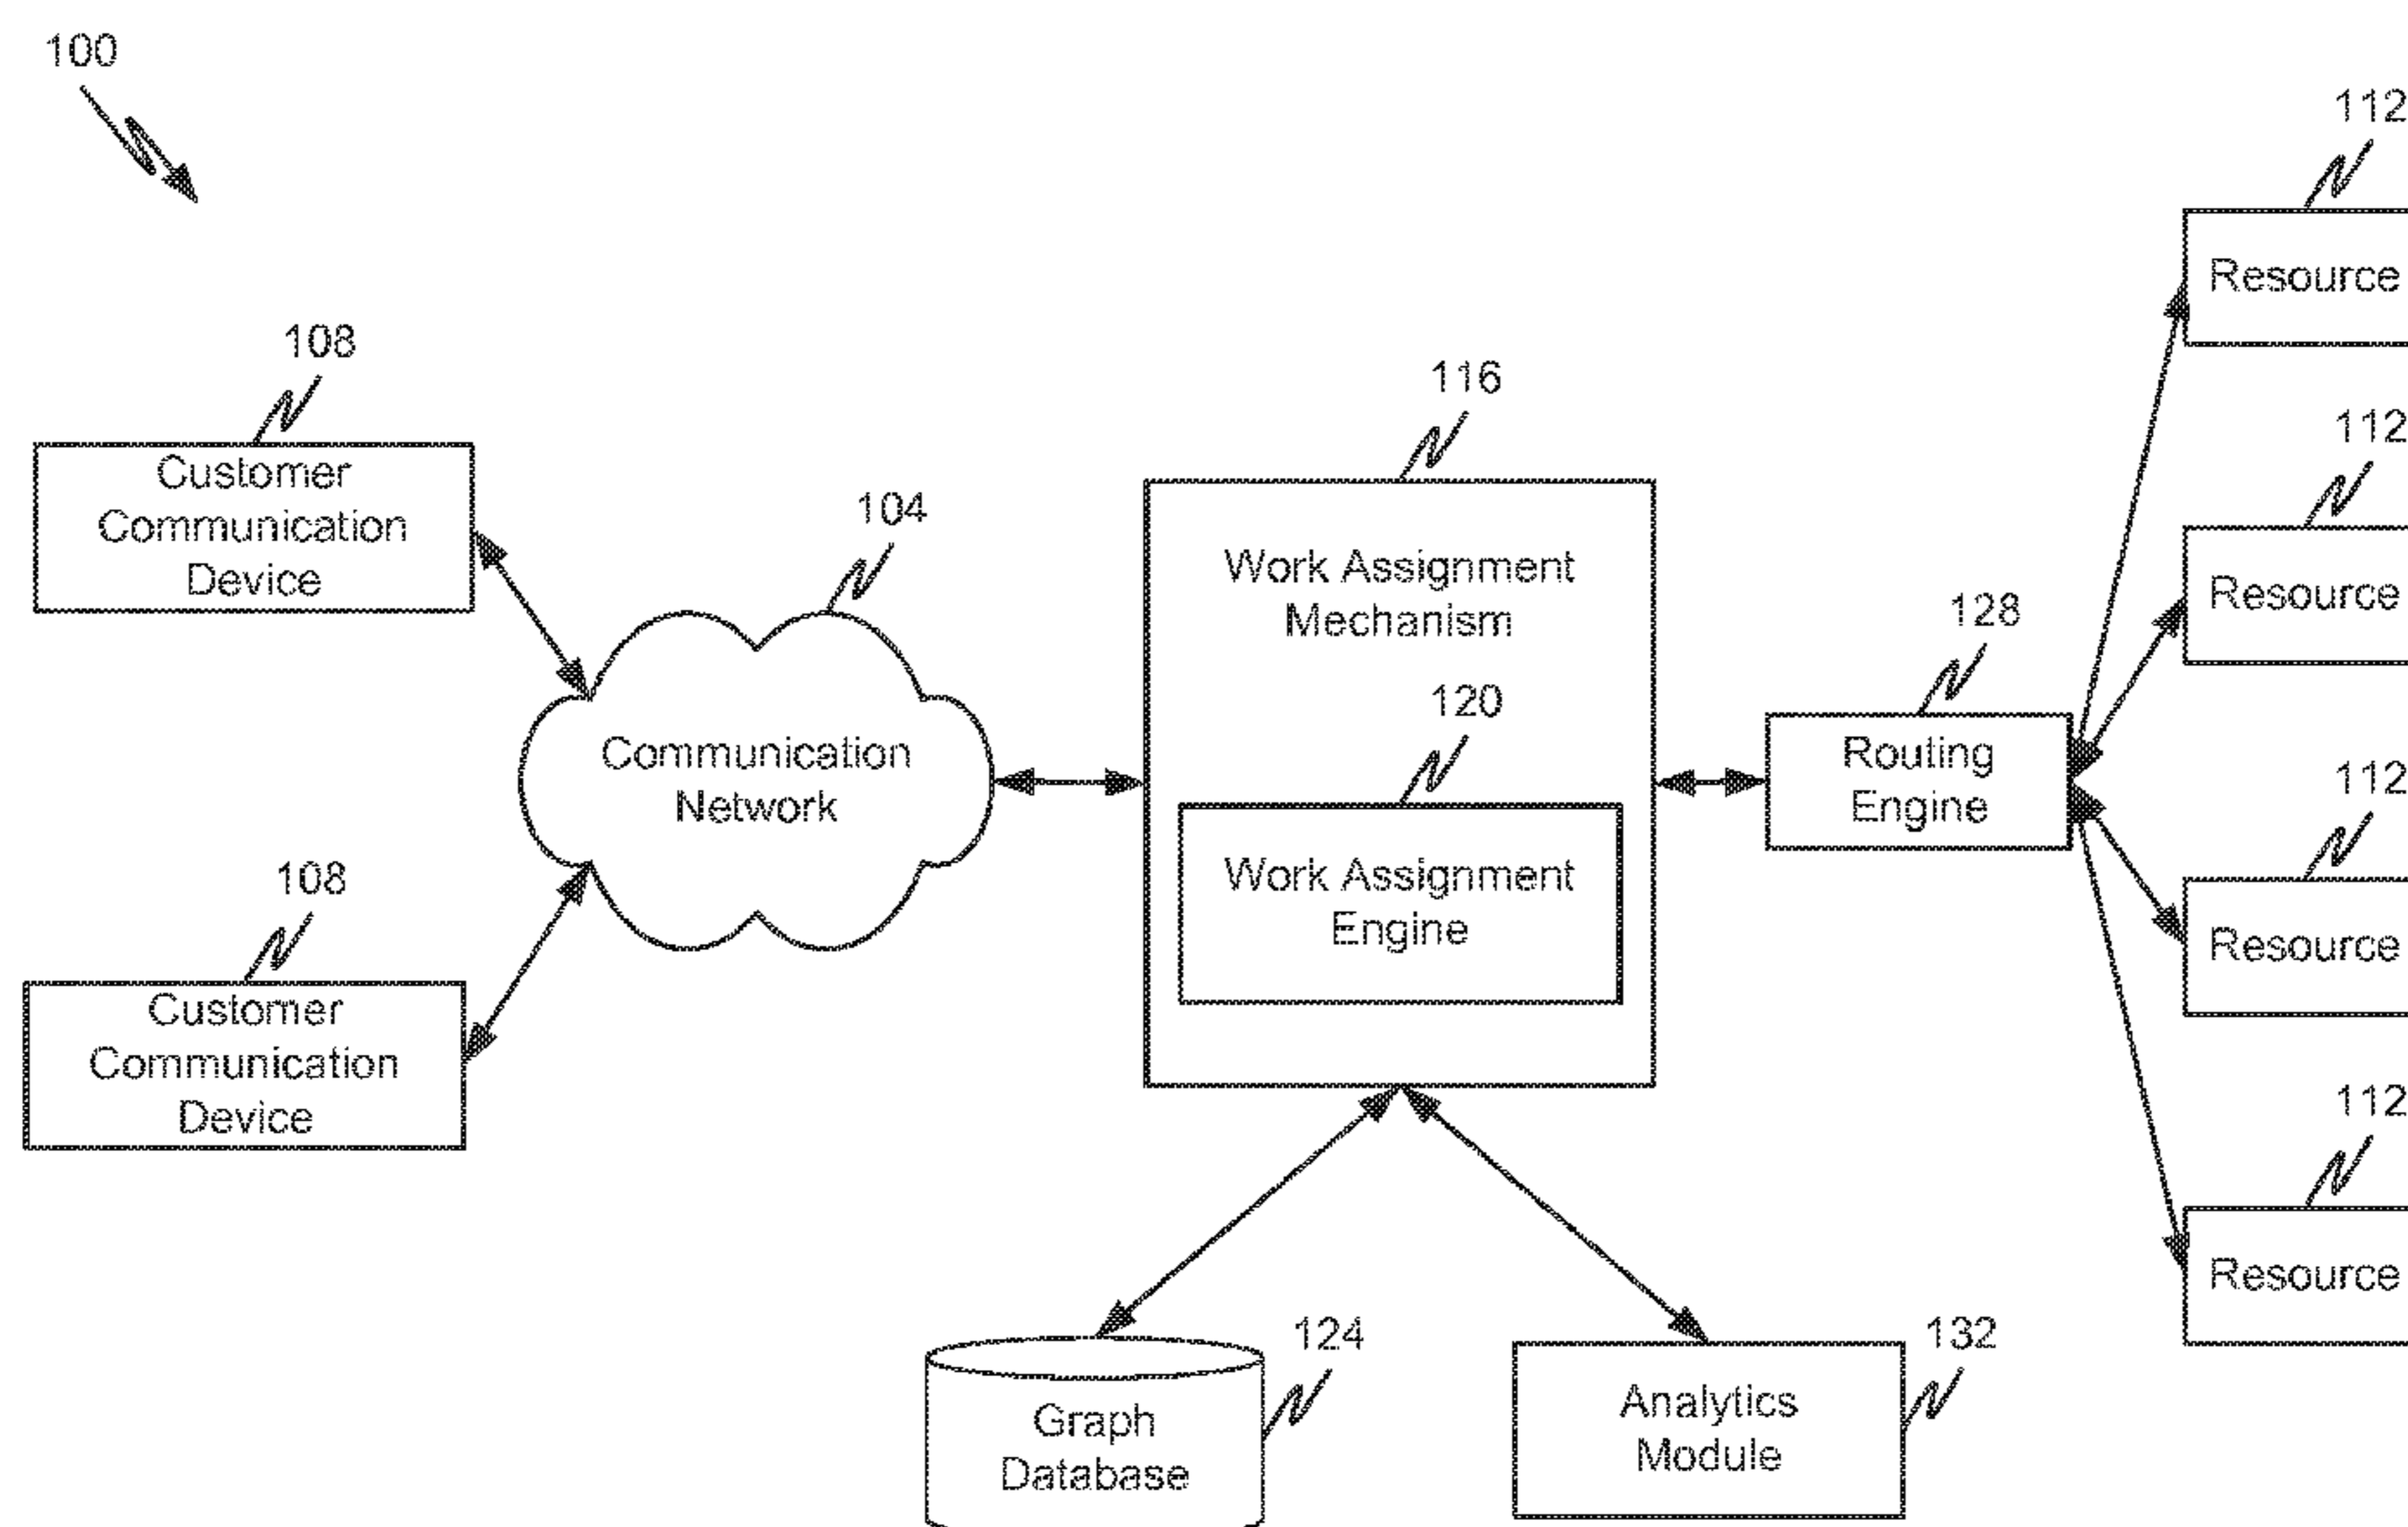 100
112
Resource
108
Customer
Communication
Device
116
112
104
Work Assignment
Mechanism
Resource
128
120
Communication
Network
Routing
Engine
112
108
Work Assignment
Engine
Resource
Customer
Communication
Device
112
Resource
124
132
Graph
Database
Analytics
Module